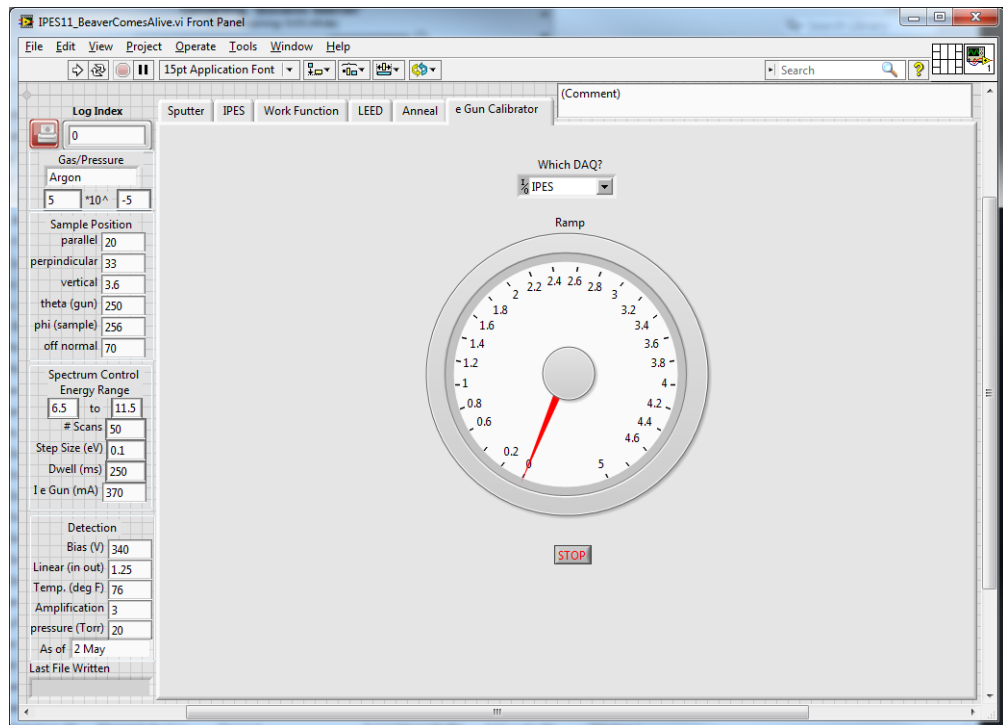 IPES11_BeaverComesAlive.vi Front Panel
File Edit View Project Operate Tools Window Help
15pt Application Font
Search
1
(Comment)
Log Index
0
Sputter IPES Work Function LEED Anneal e Gun Calibrator
Gas/Pressure
Argon
5 *10^ -5
Sample Position
parallel 20
perpindicular 33
vertical 3.6
theta (gun) 250
phi (sample) 256
off normal 70
Spectrum Control
Energy Range
6.5 to 11.5
# Scans 50
Step Size (eV) 0.1
Dwell (ms) 250
I e Gun (mA) 370
Detection
Bias (V) 340
Linear (in out) 1.25
Temp. (deg F) 76
Amplification 3
pressure (Torr) 20
As of 2 May
Last File Written
Which DAQ?
I/O IPES
Ramp
0
0.2
0.6
0.8
1
1.2
1.4
1.6
1.8
2
2.2
2.4
2.6
2.8
3
3.2
3.4
3.6
3.8
4
4.2
4.4
4.6
5
STOP